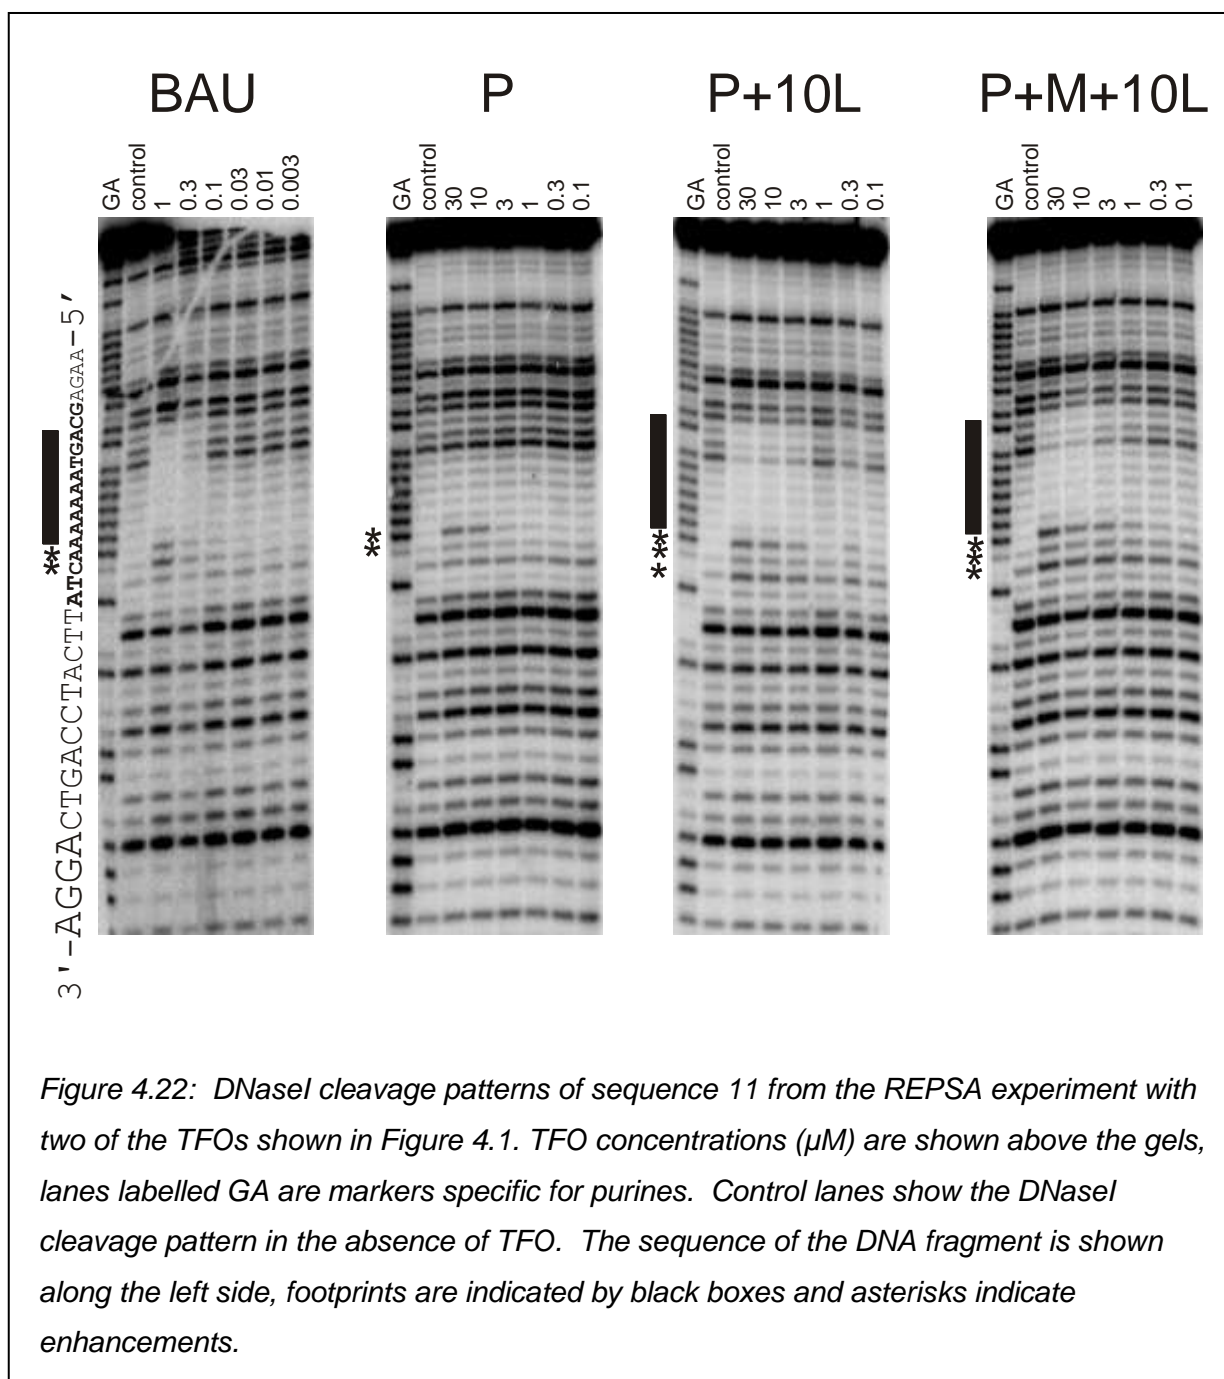 BAU P P+10L P+M+10L
GA control 1 0.3 0.1 0.03 0.01 0.003
GA control 30 10 3 1 0.3 0.1
GA control 30 10 3 1 0.3 0.1
GA control 30 10 3 1 0.3 0.1
3'-AGGACTGACCTACTTATCAAAAAATGACGAGAA-5'
**
**
***
***
Figure 4.22: DNaseI cleavage patterns of sequence 11 from the REPSA experiment with
two of the TFOs shown in Figure 4.1. TFO concentrations (µM) are shown above the gels,
lanes labelled GA are markers specific for purines. Control lanes show the DNaseI
cleavage pattern in the absence of TFO. The sequence of the DNA fragment is shown
along the left side, footprints are indicated by black boxes and asterisks indicate
enhancements.